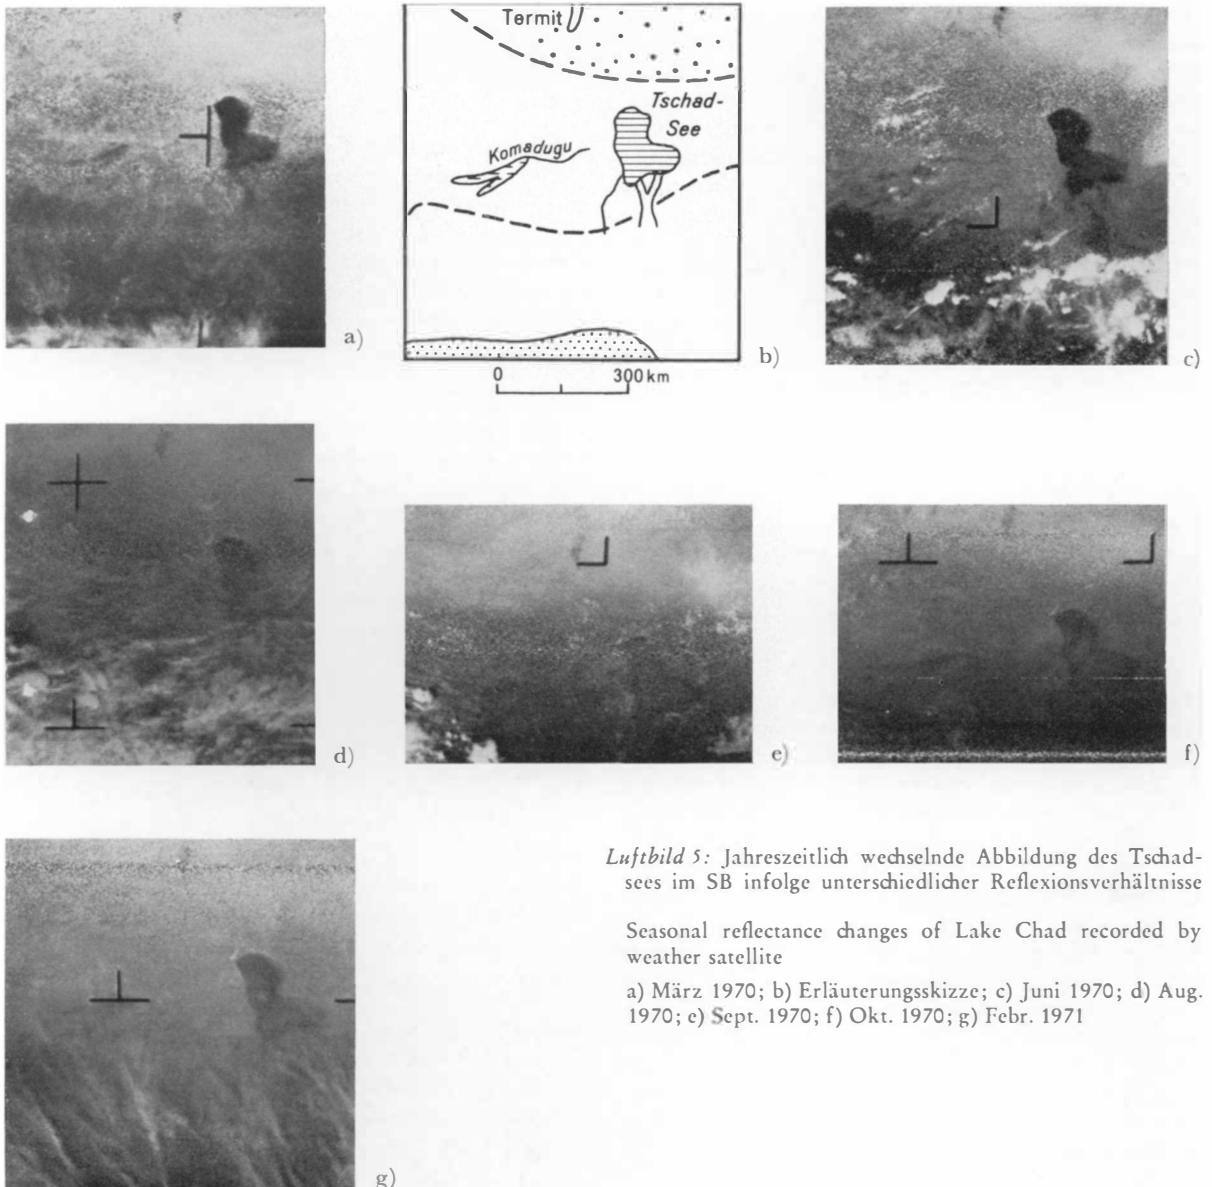 a)
Termit
Tschad-
See
Komadugu
b)
0 300 km
c)
d)
e)
f)
g)
Luftbild 5: Jahreszeitlich wechselnde Abbildung des Tschad-
sees im SB infolge unterschiedlicher Reflexionsverhältnisse
Seasonal reflectance changes of Lake Chad recorded by
weather satellite
a) März 1970; b) Erläuterungsskizze; c) Juni 1970; d) Aug.
1970; e) Sept. 1970; f) Okt. 1970; g) Febr. 1971